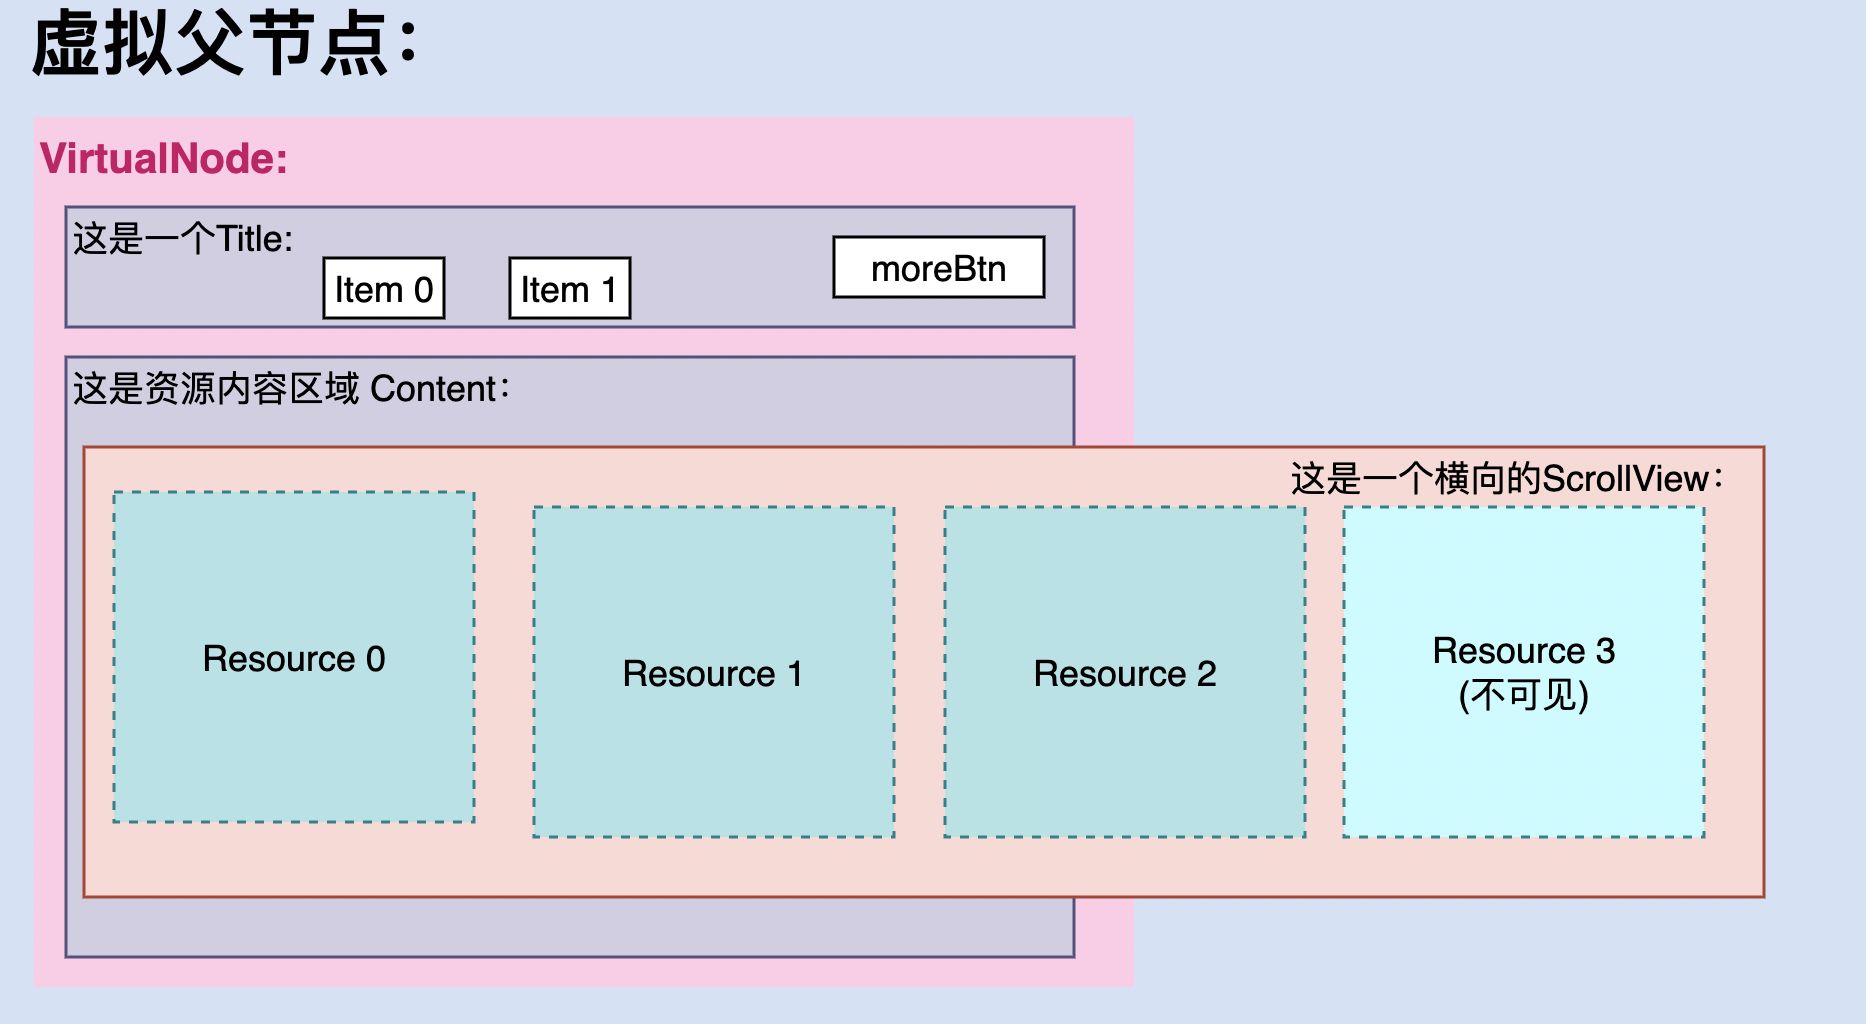 虚拟父节点：
VirtualNode:
这是一个Title:
Item 0
Item 1
moreBtn
这是资源内容区域 Content：
这是一个横向的ScrollView：
Resource 0
Resource 1
Resource 2
Resource 3
(不可见)